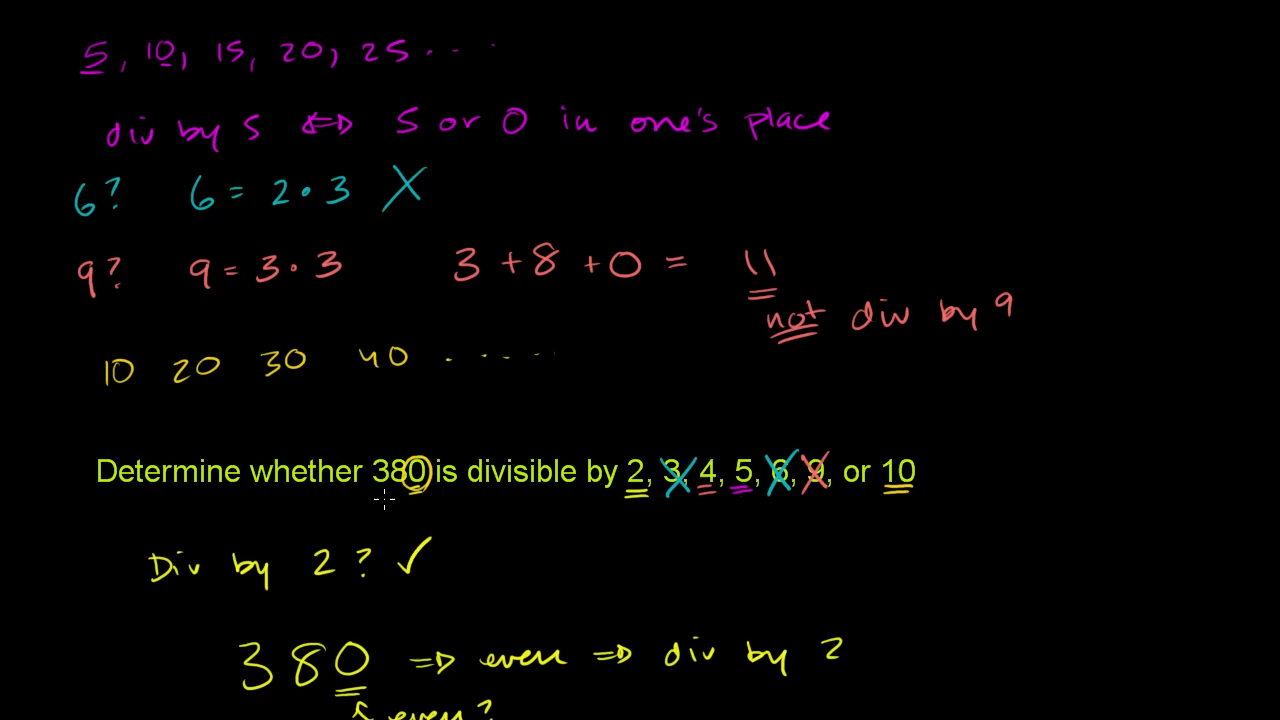 5, 10, 15, 20, 25 . . . .
div by 5 ⇔ 5 or 0 in one's place
6? 6 = 2 · 3 X
9? 9 = 3 · 3 3 + 8 + 0 = 11
not div by 9
10 20 30 40 . . . . .
Determine whether 380 is divisible by 2, 3, 4, 5, 6, 9, or 10
Div by 2 ? ✓
380 ⇒ even ⇒ div by 2
even?